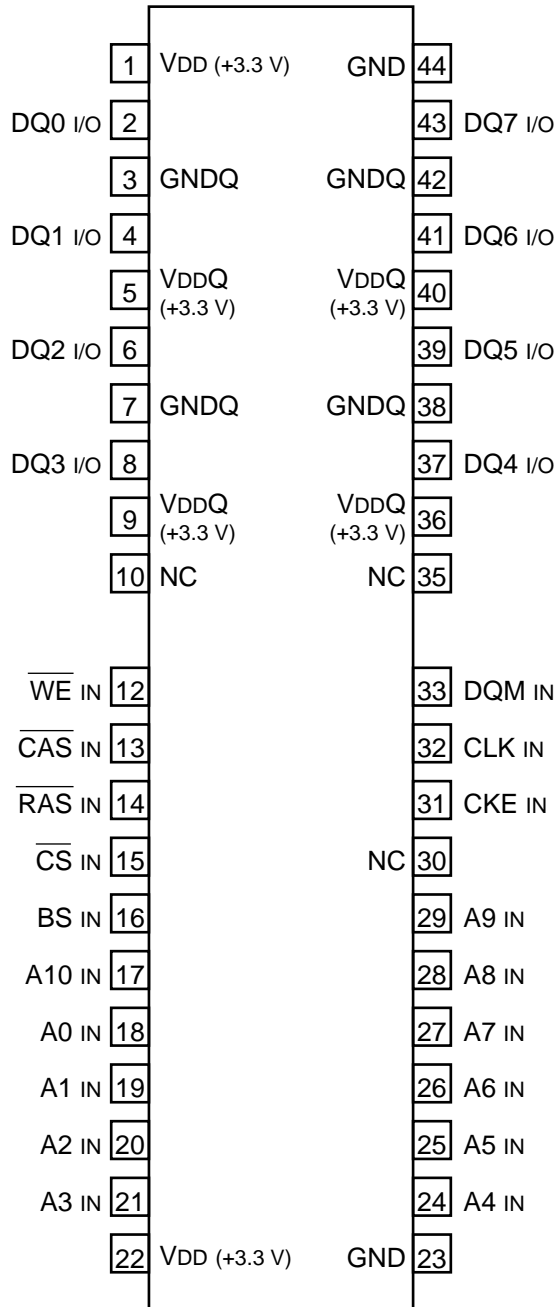 1 VDD (+3.3 V) GND 44
DQ0 I/O 2 43 DQ7 I/O
3 GNDQ GNDQ 42
DQ1 I/O 4 41 DQ6 I/O
5 VDDQ (+3.3 V) VDDQ (+3.3 V) 40
DQ2 I/O 6 39 DQ5 I/O
7 GNDQ GNDQ 38
DQ3 I/O 8 37 DQ4 I/O
9 VDDQ (+3.3 V) VDDQ (+3.3 V) 36
10 NC NC 35
W̅E̅ IN 12 33 DQM IN
C̅A̅S̅ IN 13 32 CLK IN
R̅A̅S̅ IN 14 31 CKE IN
C̅S̅ IN 15 NC 30
BS IN 16 29 A9 IN
A10 IN 17 28 A8 IN
A0 IN 18 27 A7 IN
A1 IN 19 26 A6 IN
A2 IN 20 25 A5 IN
A3 IN 21 24 A4 IN
22 VDD (+3.3 V) GND 23